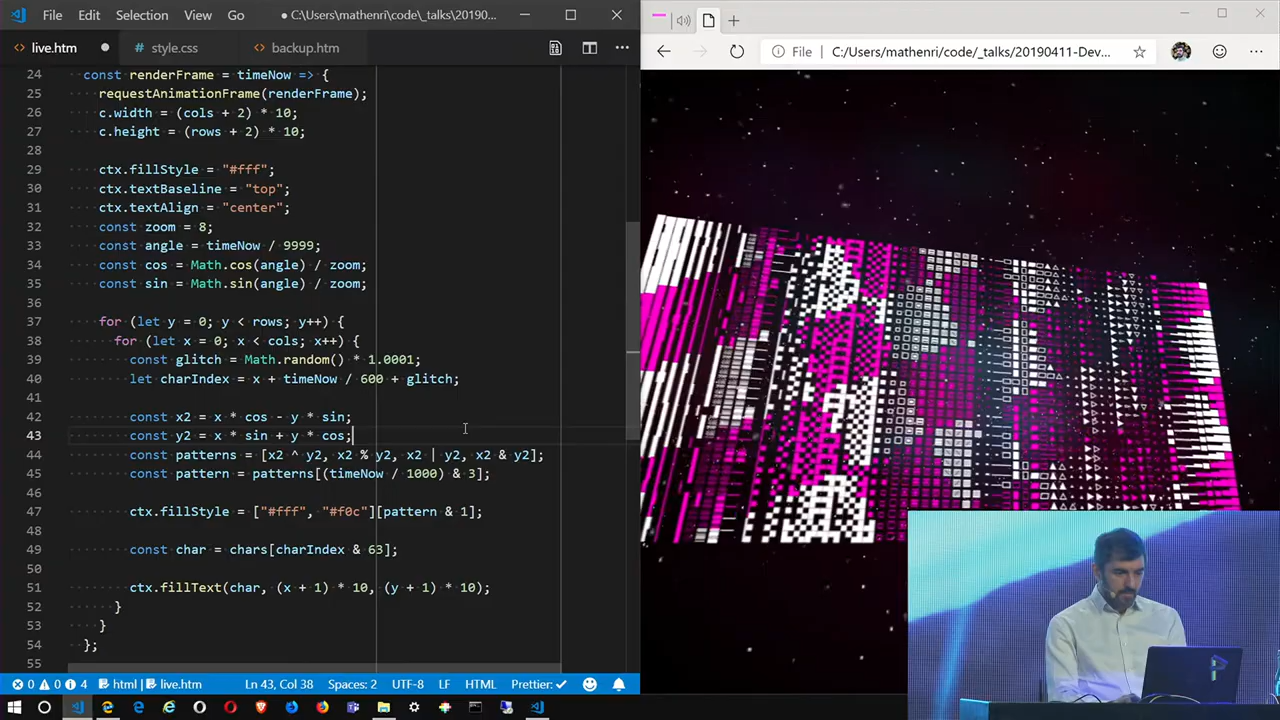 File Edit Selection View Go
● C:\Users\mathenri\code\_talks\20190...
live.htm ●
style.css
backup.htm
24 const renderFrame = timeNow => {
25 requestAnimationFrame(renderFrame);
26 c.width = (cols + 2) * 10;
27 c.height = (rows + 2) * 10;
28
29 ctx.fillStyle = "#fff";
30 ctx.textBaseline = "top";
31 ctx.textAlign = "center";
32 const zoom = 8;
33 const angle = timeNow / 9999;
34 const cos = Math.cos(angle) / zoom;
35 const sin = Math.sin(angle) / zoom;
36
37 for (let y = 0; y < rows; y++) {
38 for (let x = 0; x < cols; x++) {
39 const glitch = Math.random() * 1.0001;
40 let charIndex = x + timeNow / 600 + glitch;
41
42 const x2 = x * cos - y * sin;
43 const y2 = x * sin + y * cos;
44 const patterns = [x2 ^ y2, x2 % y2, x2 | y2, x2 & y2];
45 const pattern = patterns[(timeNow / 1000) & 3];
46
47 ctx.fillStyle = ["#fff", "#f0c"][pattern & 1];
48
49 const char = chars[charIndex & 63];
50
51 ctx.fillText(char, (x + 1) * 10, (y + 1) * 10);
52 }
53 }
54 };
55
0 0 4 html live.htm Ln 43, Col 38 Spaces: 2 UTF-8 LF HTML Prettier: ✓
File C:/Users/mathenri/code/_talks/20190411-Dev...